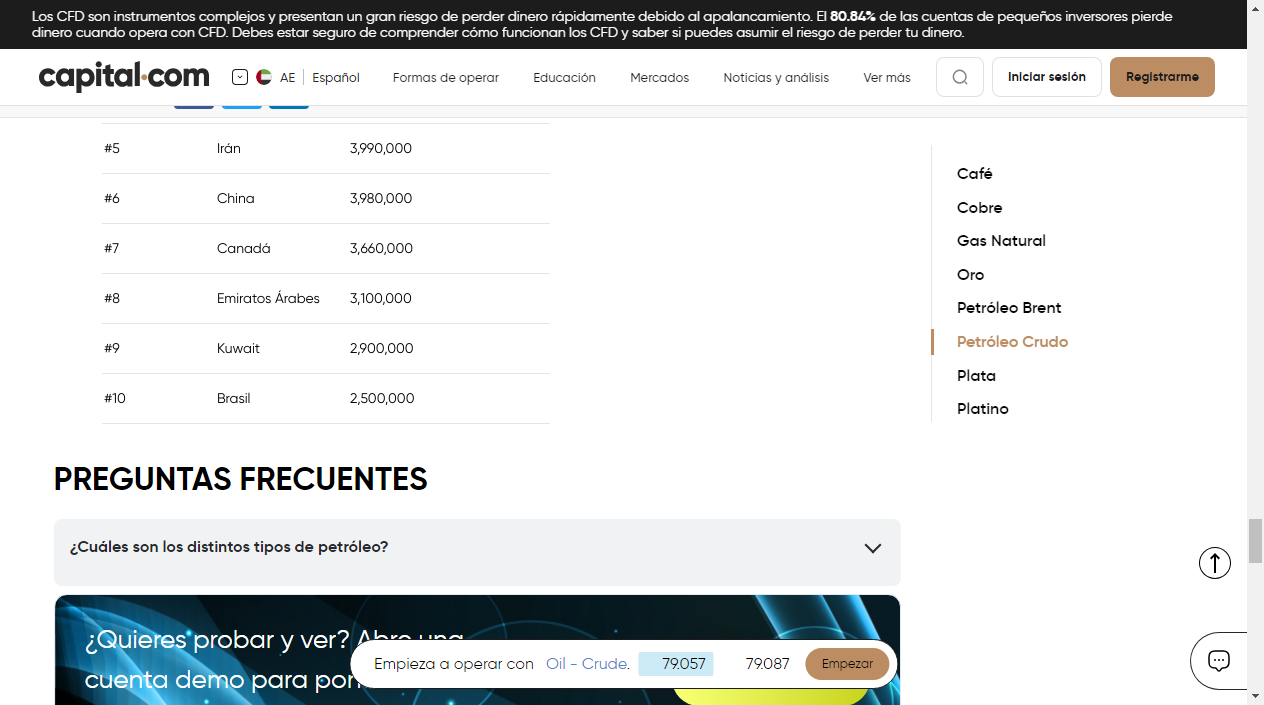 Los CFD son instrumentos complejos y presentan un gran riesgo de perder dinero rápidamente debido al apalancamiento. El 80.84% de las cuentas de pequeños inversores pierde
dinero cuando opera con CFD. Debes estar seguro de comprender cómo funcionan los CFD y saber si puedes asumir el riesgo de perder tu dinero.
capital.com
AE
Español
Formas de operar
Educación
Mercados
Noticias y análisis
Ver más
Iniciar sesión
Registrarme
#5 Irán 3,990,000
#6 China 3,980,000
#7 Canadá 3,660,000
#8 Emiratos Árabes 3,100,000
#9 Kuwait 2,900,000
#10 Brasil 2,500,000
Café
Cobre
Gas Natural
Oro
Petróleo Brent
Petróleo Crudo
Plata
Platino
PREGUNTAS FRECUENTES
¿Cuáles son los distintos tipos de petróleo?
¿Quieres probar y ver? Abre una
cuenta demo para
Empieza a operar con Oil - Crude. 79.057 79.087 Empezar